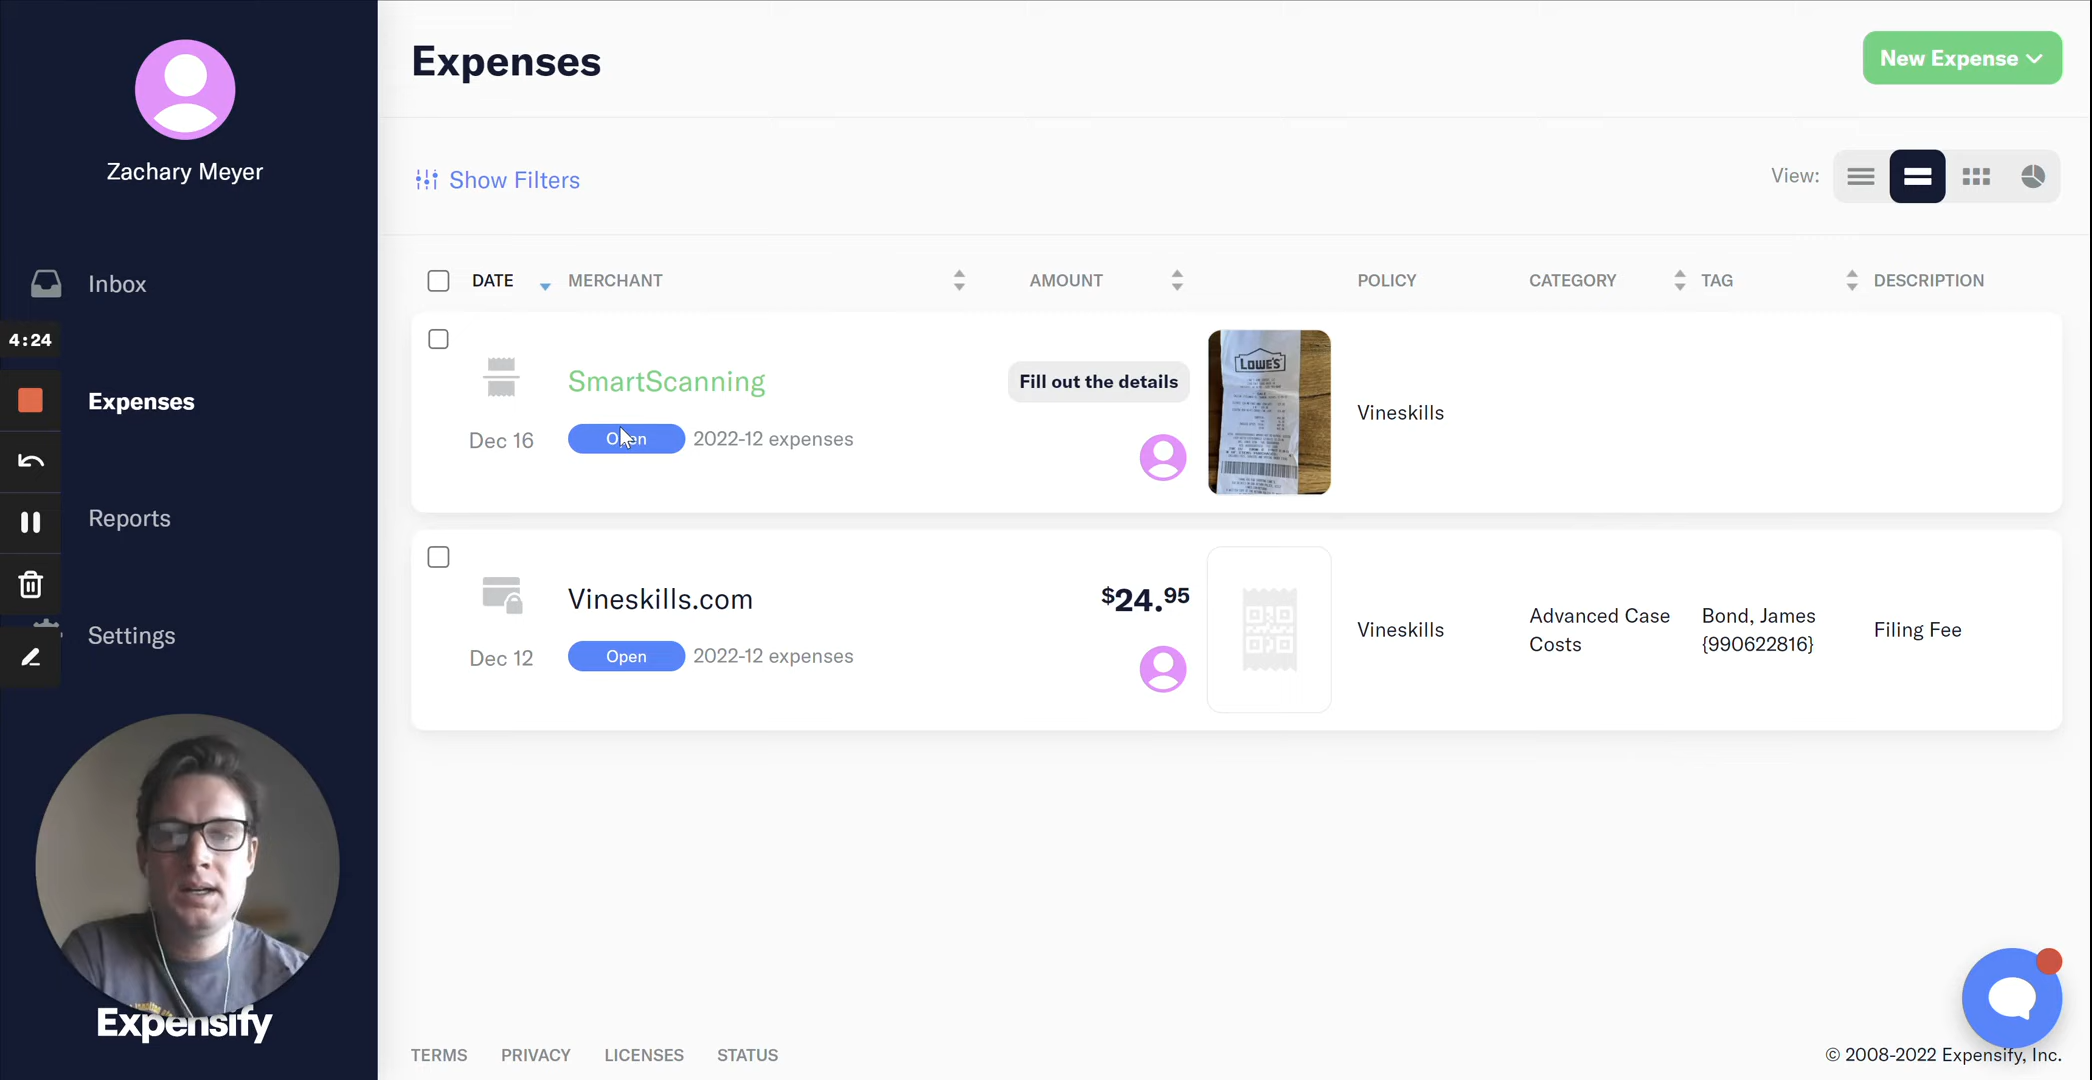 Zachary Meyer
Inbox
4:24
Expenses
Reports
Settings
Expensify
Expenses
New Expense
Show Filters
View:
DATE MERCHANT AMOUNT POLICY CATEGORY TAG DESCRIPTION
SmartScanning
Fill out the details
LOWE'S
Vineskills
Dec 16
Open
2022-12 expenses
Vineskills.com
$24.95
Vineskills
Advanced Case
Costs
Bond, James
{990622816}
Filing Fee
Dec 12
Open
2022-12 expenses
TERMS PRIVACY LICENSES STATUS
© 2008-2022 Expensify, Inc.